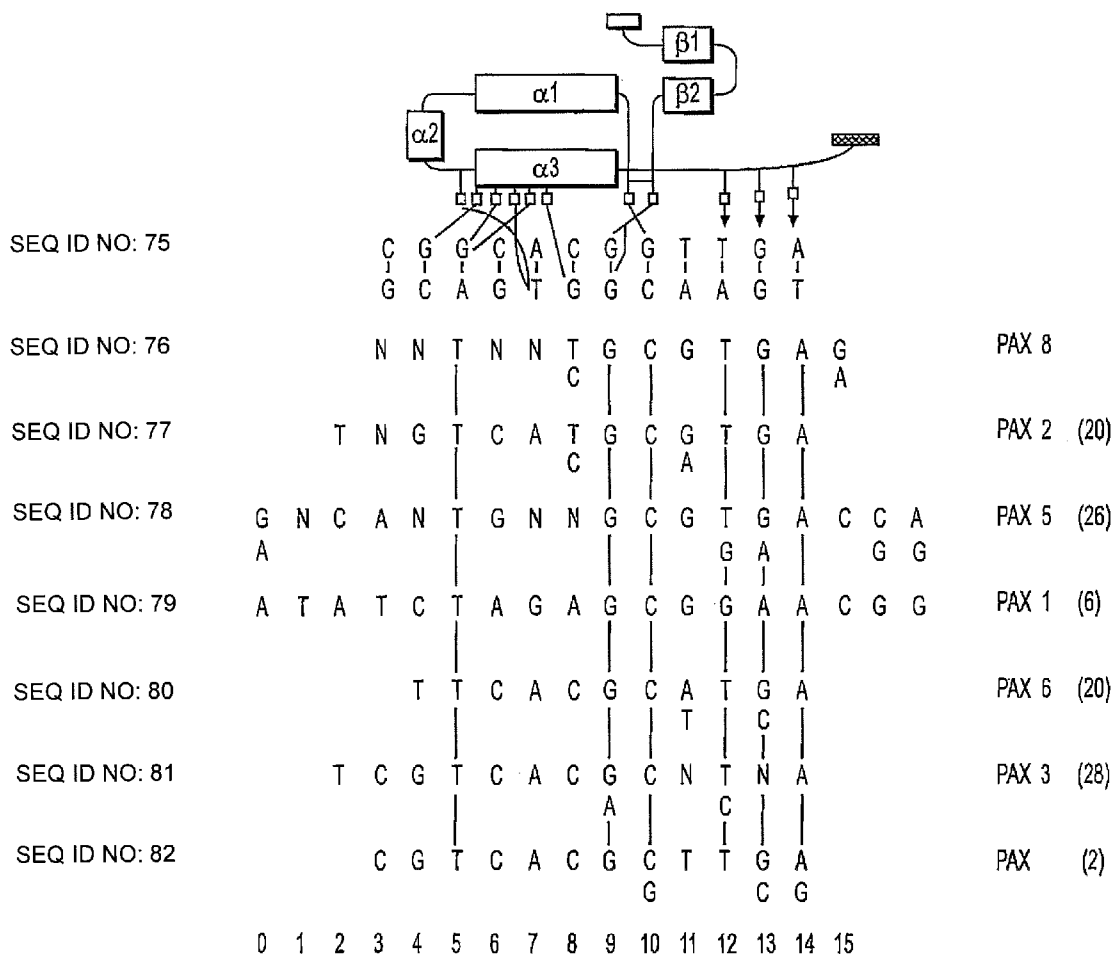 β1
α1
β2
α2
α3
SEQ ID NO: 75 C G G C A C G G T T G A
G C A G T G G C A A G T
SEQ ID NO: 76 N N T N N T G C G T G A G PAX 8
C A
SEQ ID NO: 77 T N G T C A T G C G T G A PAX 2 (20)
C A
SEQ ID NO: 78 G N C A N T G N N G C G T G A C C A PAX 5 (26)
A G A G G
SEQ ID NO: 79 A T A T C T A G A G C G G A A C G G PAX 1 (6)
SEQ ID NO: 80 T T C A C G C A T G A PAX 6 (20)
T C
SEQ ID NO: 81 T C G T C A C G C N T N A PAX 3 (28)
A C
SEQ ID NO: 82 C G T C A C G C T T G A PAX (2)
G C G
0 1 2 3 4 5 6 7 8 9 10 11 12 13 14 15